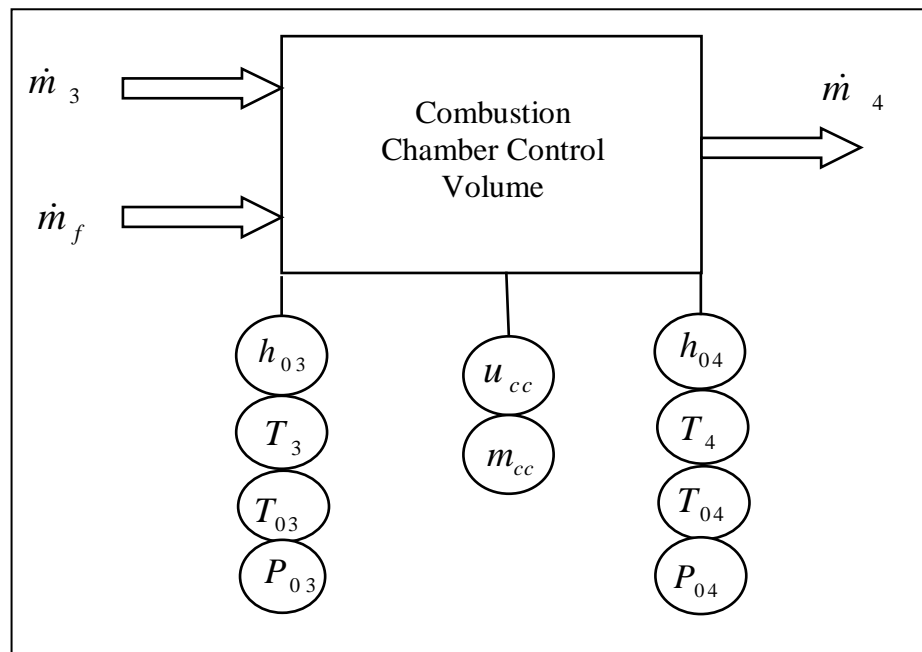 ṁ 3
ṁ f
Combustion
Chamber Control
Volume
ṁ 4
h 03
T 3
T 03
P 03
u cc
m cc
h 04
T 4
T 04
P 04